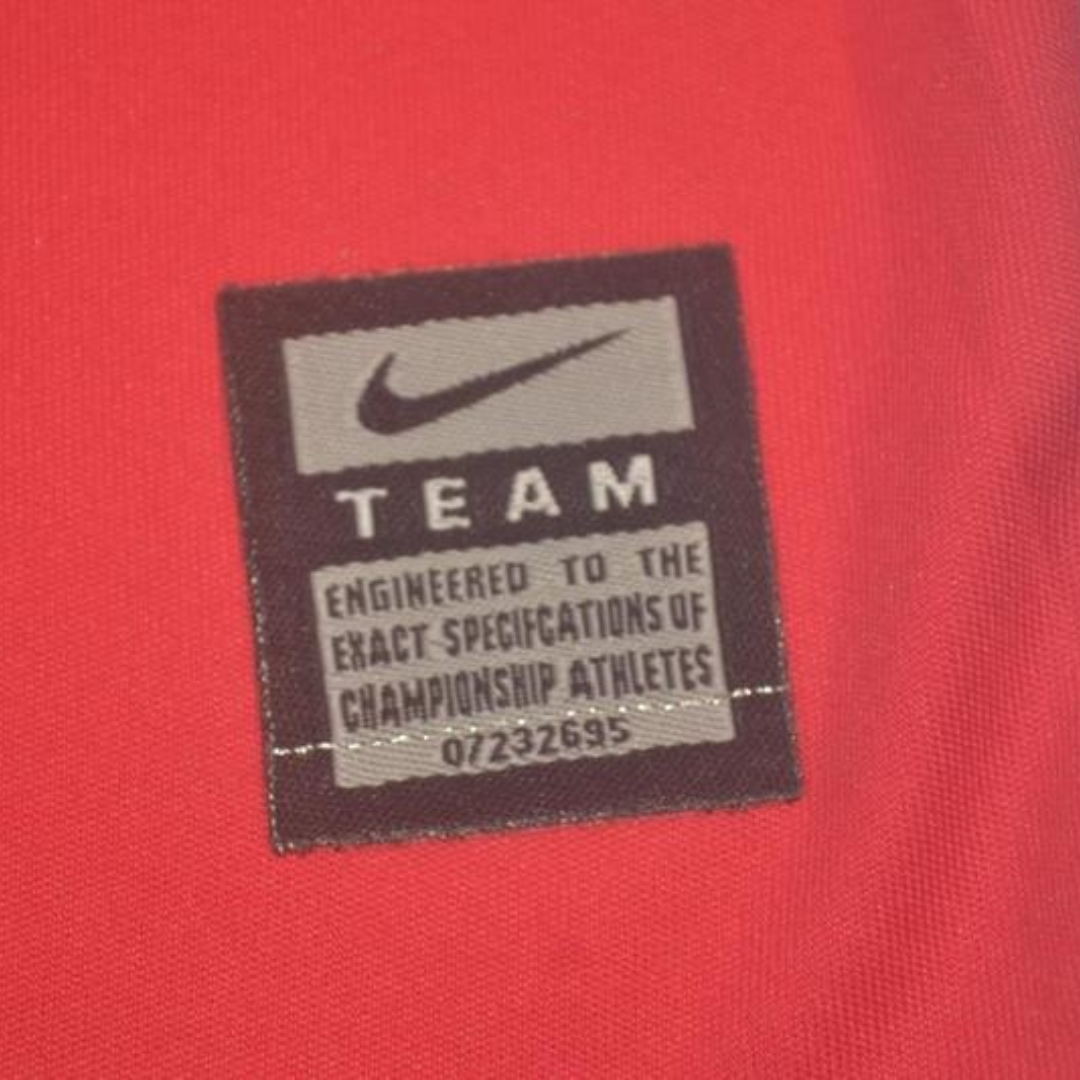 TEAM
ENGINEERED TO THE
EXACT SPECIFCATIONS OF
CHAMPIONSHIP ATHLETES
07232695